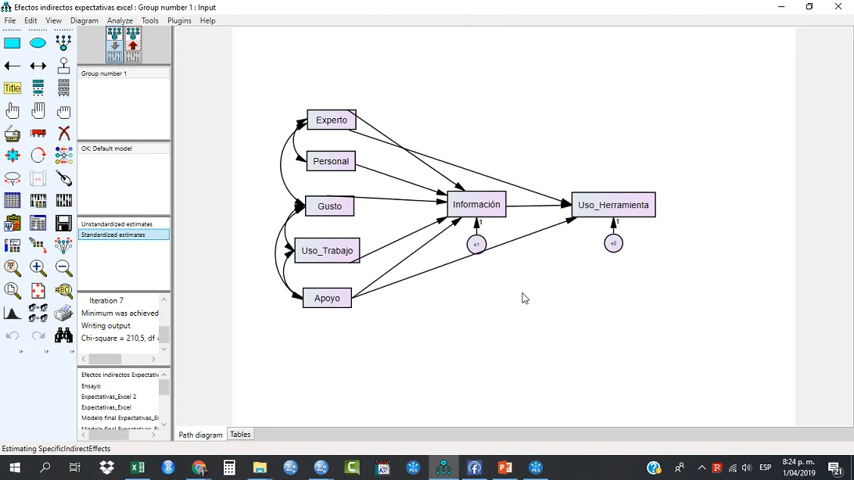 Efectos indirectos expectativas excel : Group number 1 : Input
File Edit View Diagram Analyze Tools Plugins Help
Title
Group number 1
OK: Default model
Unstandardized estimates
Standardized estimates
Iteration 7
Minimum was achieved
Writing output
Chi-square = 210,5, df =
Efectos indirectos Expectativ
Ensayo
Expectativas_Excel 2
Expectativas_Excel
Modelo final Expectativas_Ex
Experto
Personal
Gusto
Uso_Trabajo
Apoyo
Información
Uso_Herramienta
1
1
e1
e2
Path diagram Tables
Estimating SpecificIndirectEffects
ESP
8:24 p. m.
1/04/2019
21